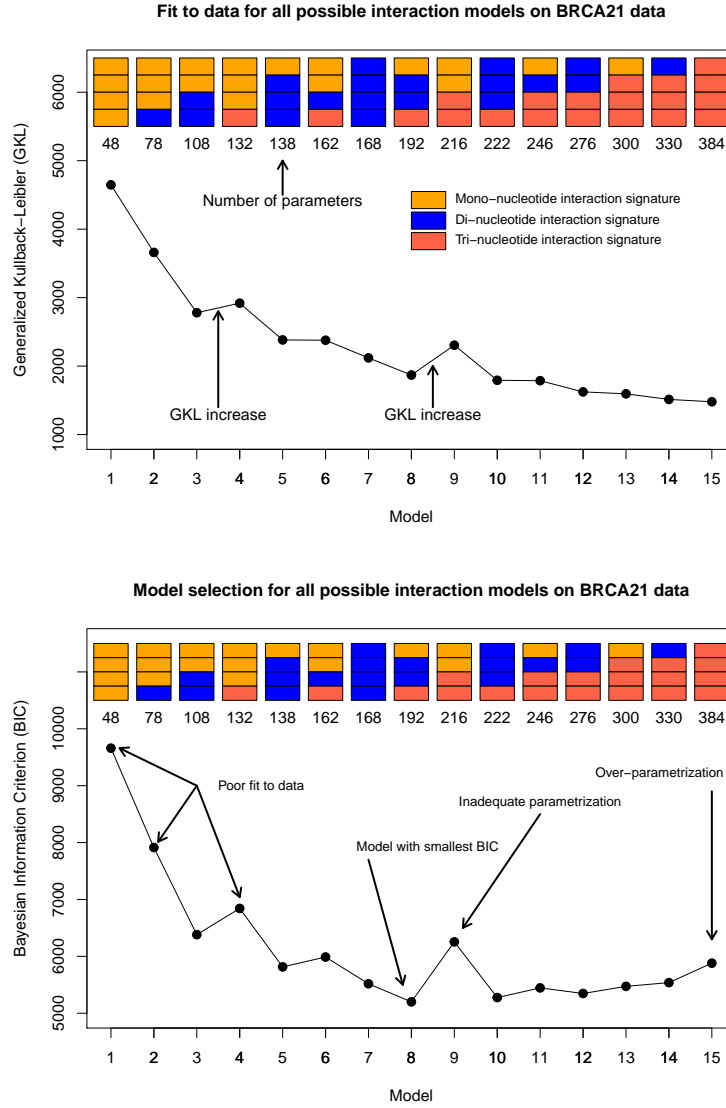 Fit to data for all possible interaction models on BRCA21 data
Generalized Kullback−Leibler (GKL)
1000 2000 3000 4000 5000 6000
48 78 108 132 138 162 168 192 216 222 246 276 300 330 384
Number of parameters
Mono−nucleotide interaction signature
Di−nucleotide interaction signature
Tri−nucleotide interaction signature
GKL increase
GKL increase
1 2 3 4 5 6 7 8 9 10 11 12 13 14 15
Model
Model selection for all possible interaction models on BRCA21 data
Bayesian Information Criterion (BIC)
5000 6000 7000 8000 9000 10000
48 78 108 132 138 162 168 192 216 222 246 276 300 330 384
Over−parametrization
Poor fit to data
Inadequate parametrization
Model with smallest BIC
1 2 3 4 5 6 7 8 9 10 11 12 13 14 15
Model